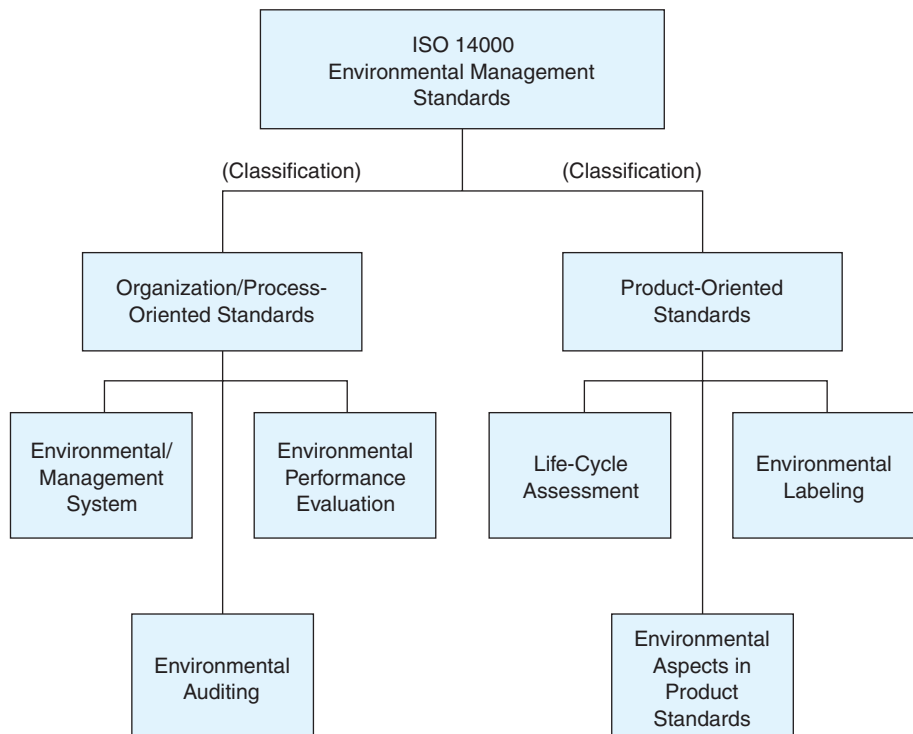 ISO 14000
Environmental Management
Standards
(Classification)
(Classification)
Organization/Process-
Oriented Standards
Product-Oriented
Standards
Environmental/
Management
System
Environmental
Performance
Evaluation
Life-Cycle
Assessment
Environmental
Labeling
Environmental
Auditing
Environmental
Aspects in
Product
Standards